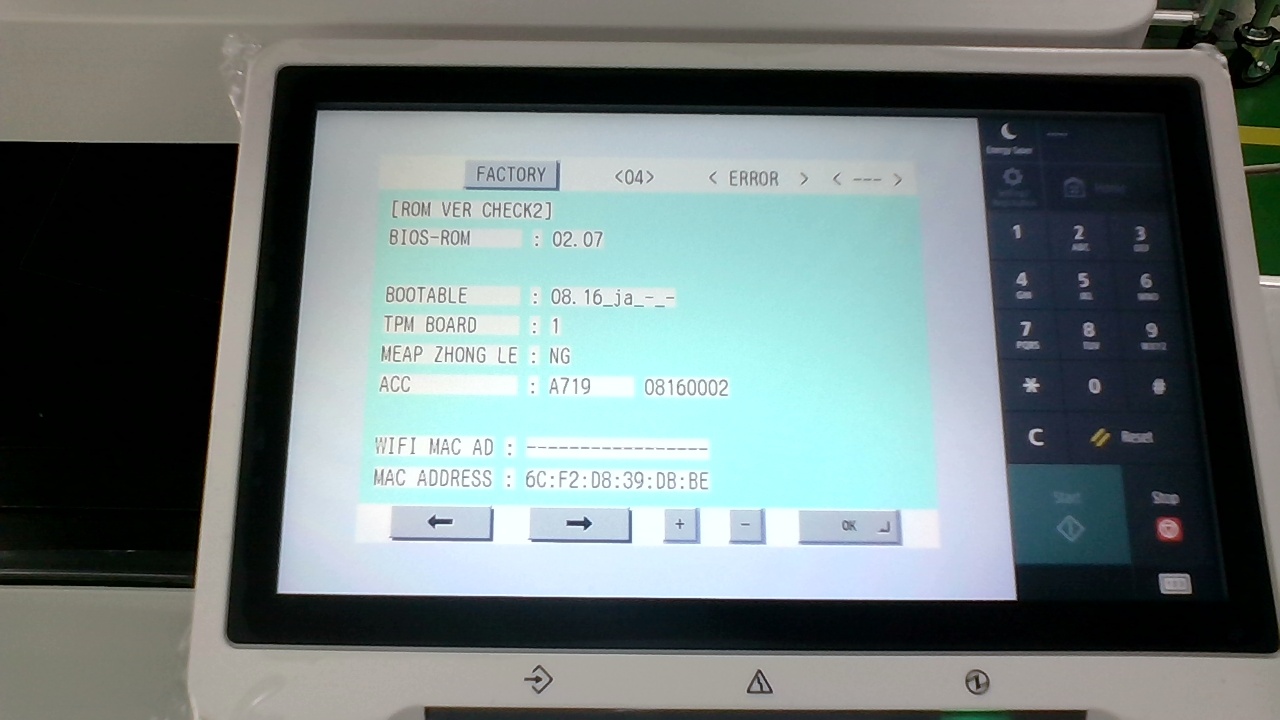 FACTORY <04> < ERROR > < --- >
[ROM VER CHECK2]
BIOS-ROM : 02.07
BOOTABLE : 08.16_ja_-_-
TPM BOARD : 1
MEAP ZHONG LE : NG
ACC : A719 08160002
WIFI MAC AD : -----------------
MAC ADDRESS : 6C:F2:D8:39:DB:BE
← → + − OK
Energy Saver
1 2 ABC 3 DEF
4 GHI 5 JKL 6 MNO
7 PQRS 8 TUV 9 WXYZ
* 0 #
C Reset
Start Stop